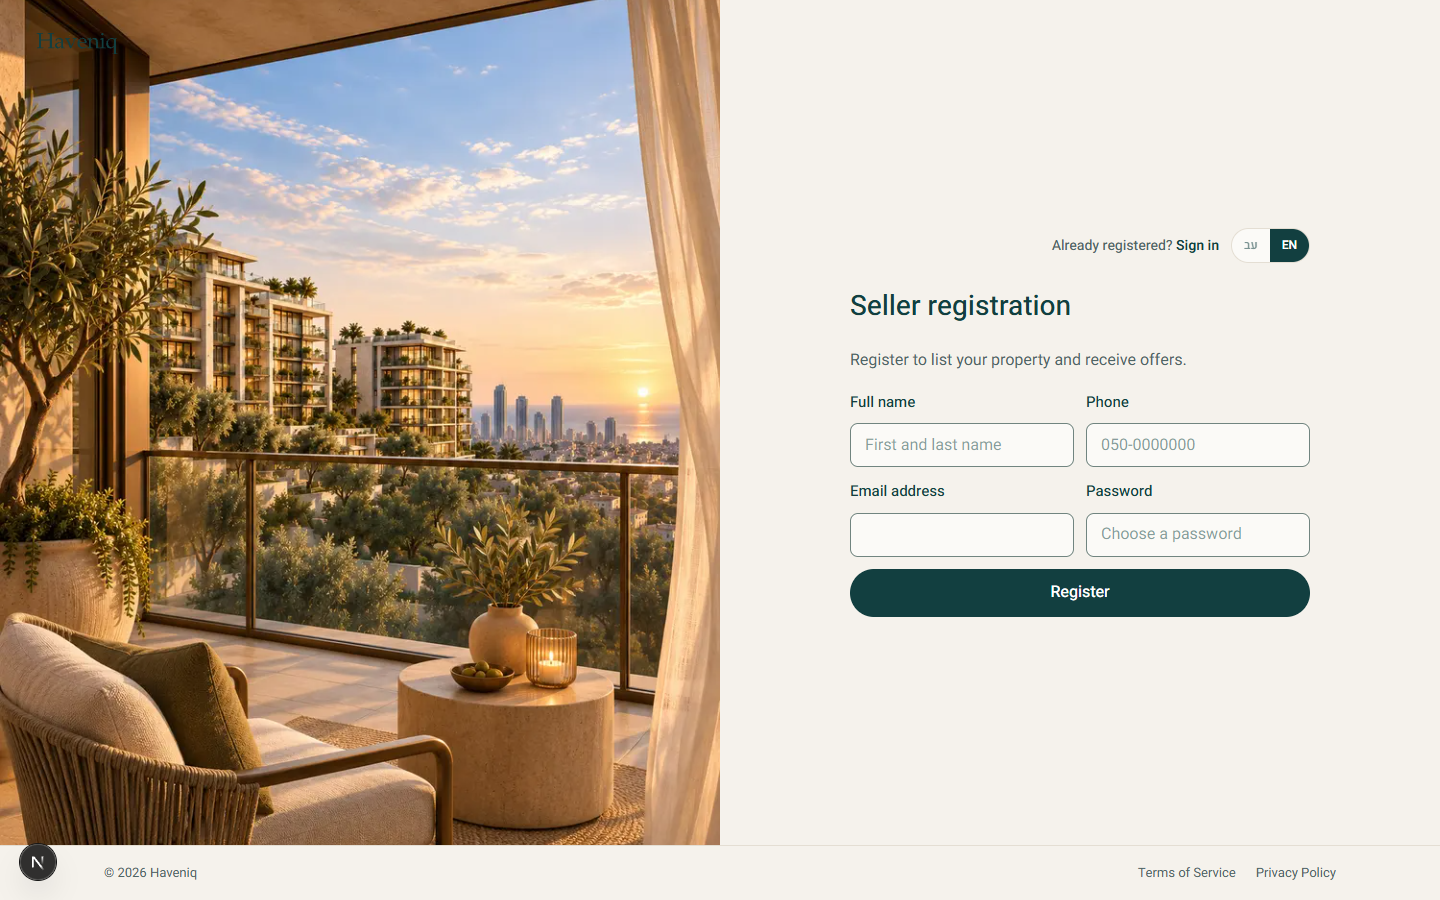 Haveniq
Already registered? Sign in
עב
EN
Seller registration
Register to list your property and receive offers.
Full name
Phone
First and last name
050-0000000
Email address
Password
Choose a password
Register
N
© 2026 Haveniq
Terms of Service
Privacy Policy